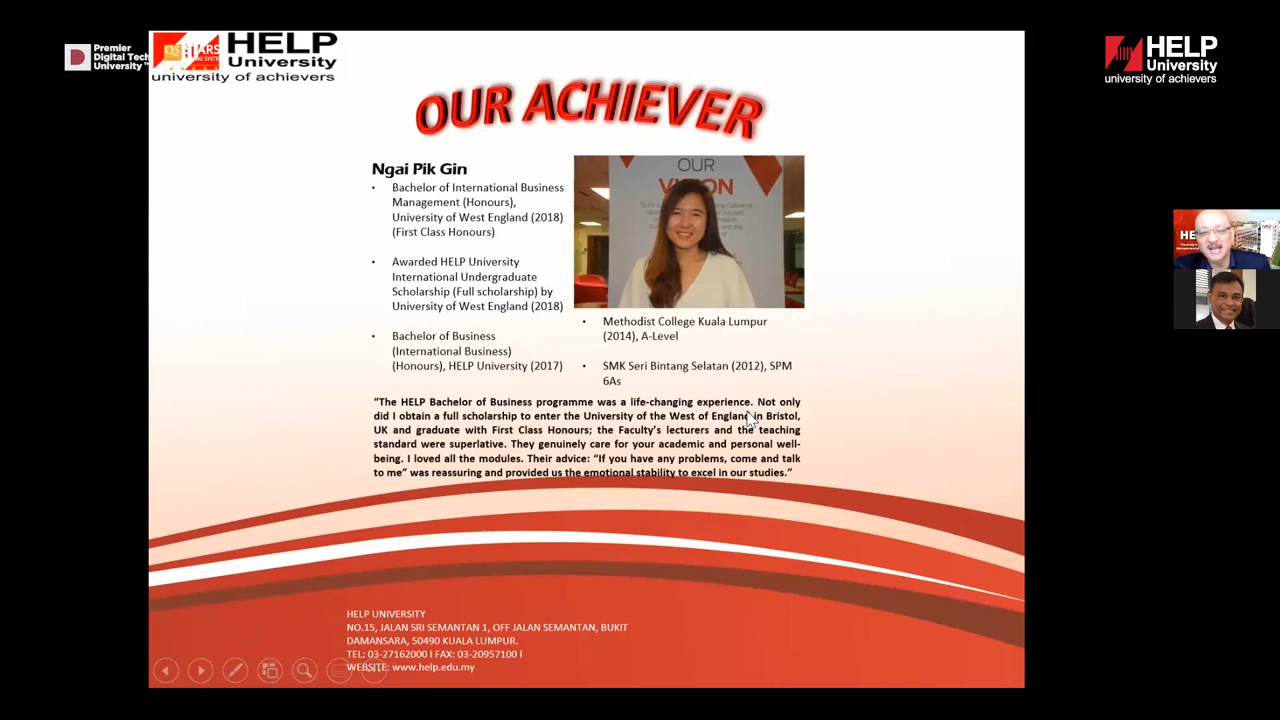 Premier
Digital Tech
University™
QS STARS
HELP
University
university of achievers
HELP
University
university of achievers
OUR ACHIEVER
Ngai Pik Gin
• Bachelor of International Business
Management (Honours),
University of West England (2018)
(First Class Honours)
• Awarded HELP University
International Undergraduate
Scholarship (Full scholarship) by
University of West England (2018)
• Bachelor of Business
(International Business)
(Honours), HELP University (2017)
OUR
VISION
• Methodist College Kuala Lumpur
(2014), A-Level
• SMK Seri Bintang Selatan (2012), SPM
6As
“The HELP Bachelor of Business programme was a life-changing experience. Not only
did I obtain a full scholarship to enter the University of the West of England in Bristol,
UK and graduate with First Class Honours; the Faculty’s lecturers and the teaching
standard were superlative. They genuinely care for your academic and personal well-
being. I loved all the modules. Their advice: “If you have any problems, come and talk
to me” was reassuring and provided us the emotional stability to excel in our studies.”
HELP UNIVERSITY
NO.15, JALAN SRI SEMANTAN 1, OFF JALAN SEMANTAN, BUKIT
DAMANSARA, 50490 KUALA LUMPUR.
TEL: 03-27162000 l FAX: 03-20957100 l
WEBSITE: www.help.edu.my